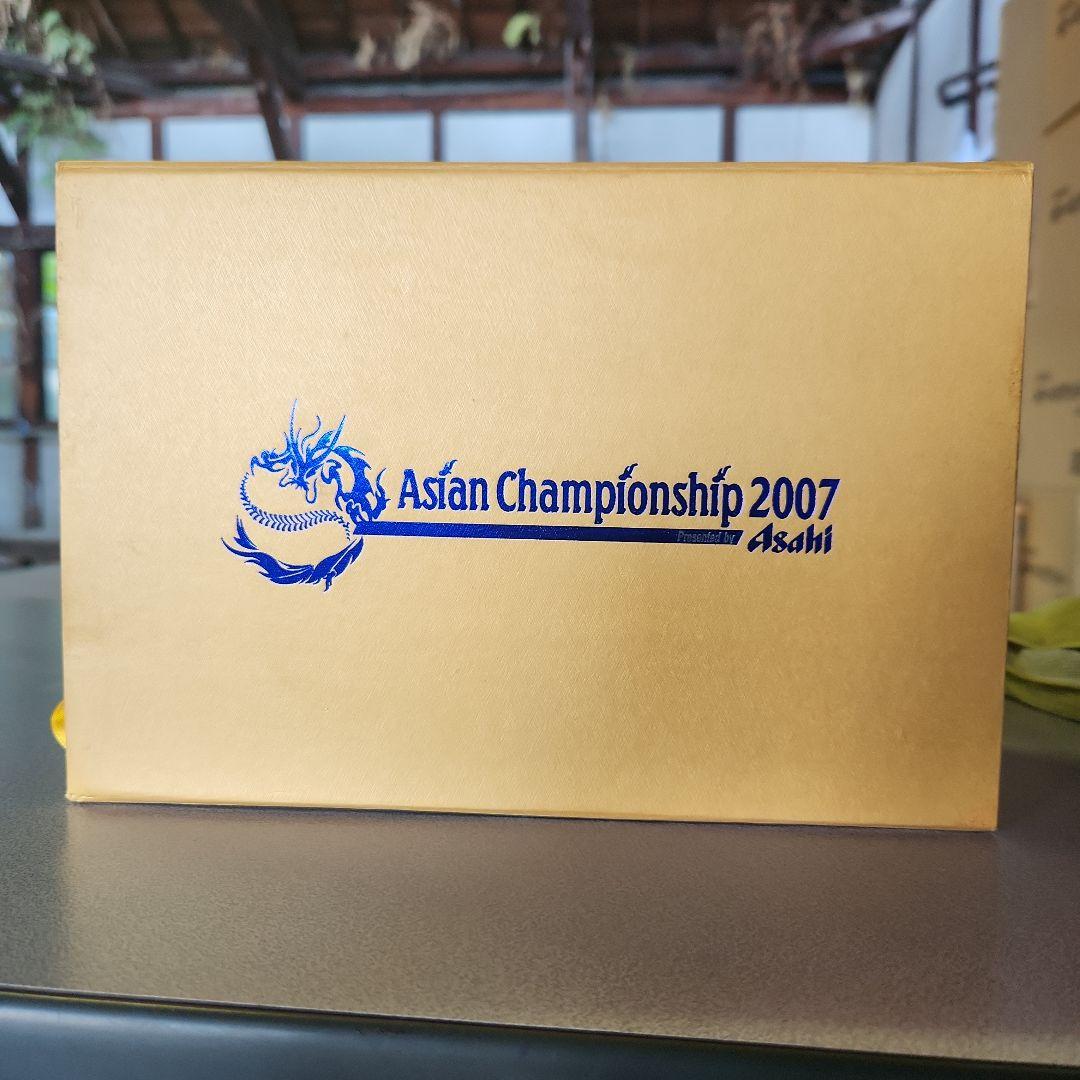 Asian Championship 2007
Presented by Asahi